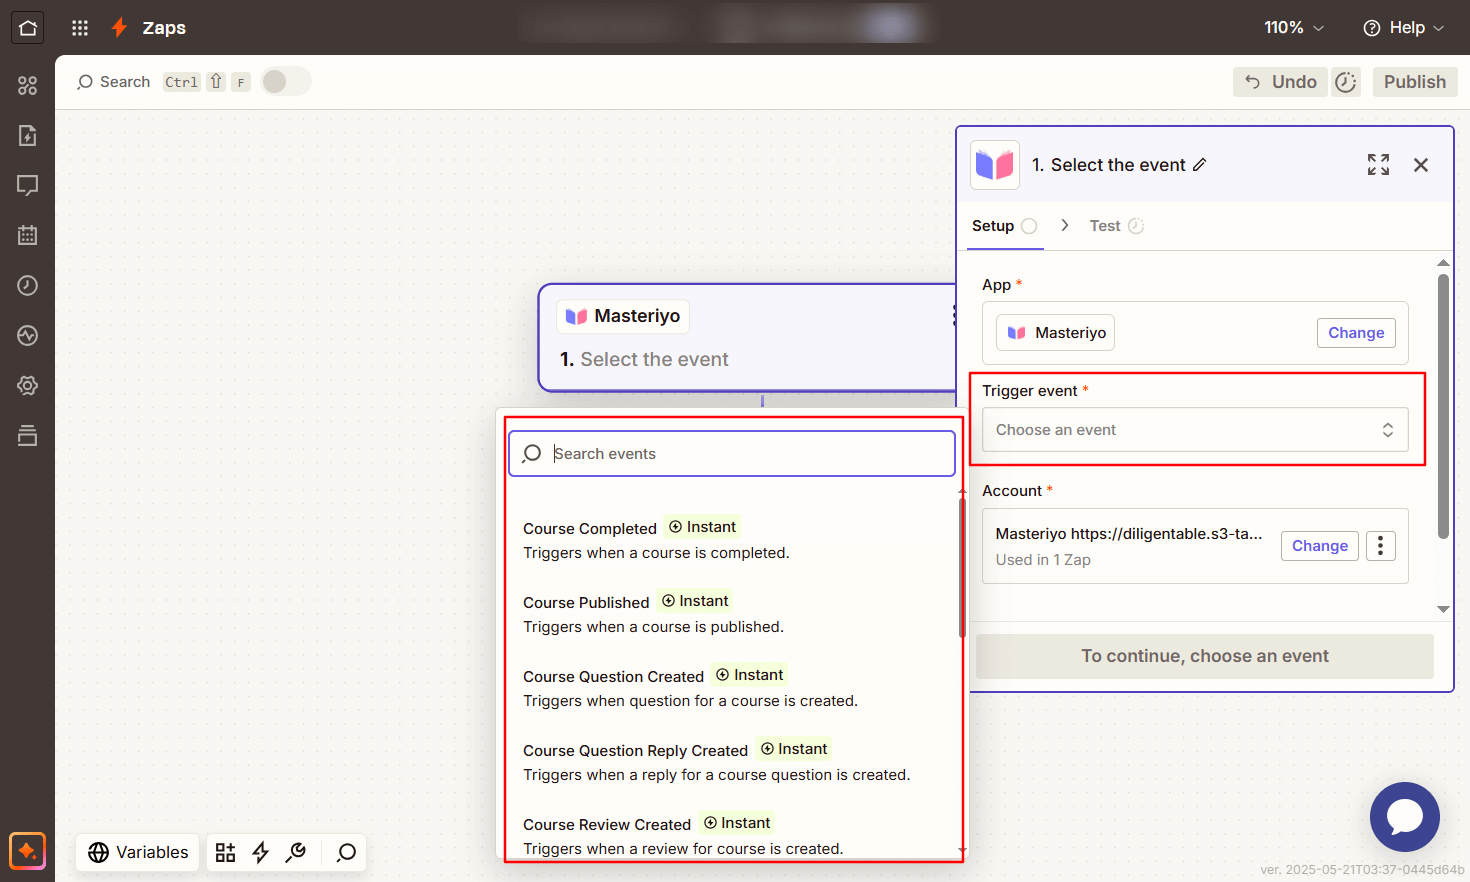 Zaps
110%
Help
Search Ctrl ⇧ F
Undo
Publish
1. Select the event
Setup
Test
App *
Masteriyo
Change
Trigger event *
Choose an event
Account *
Masteriyo https://diligentable.s3-ta...
Used in 1 Zap
Change
To continue, choose an event
Masteriyo
1. Select the event
Search events
Course Completed Instant
Triggers when a course is completed.
Course Published Instant
Triggers when a course is published.
Course Question Created Instant
Triggers when question for a course is created.
Course Question Reply Created Instant
Triggers when a reply for a course question is created.
Course Review Created Instant
Triggers when a review for course is created.
Variables
ver. 2025-05-21T03:37-0445d64b